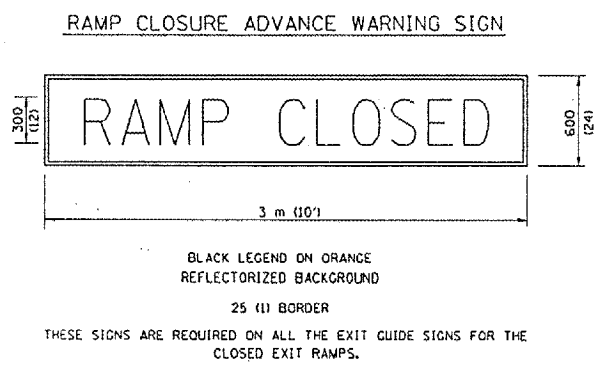 RAMP CLOSURE ADVANCE WARNING SIGN
300
(12)
RAMP CLOSED
600
(24)
3 m (10')
BLACK LEGEND ON ORANGE
REFLECTORIZED BACKGROUND
25 (1) BORDER
THESE SIGNS ARE REQUIRED ON ALL THE EXIT GUIDE SIGNS FOR THE
CLOSED EXIT RAMPS.